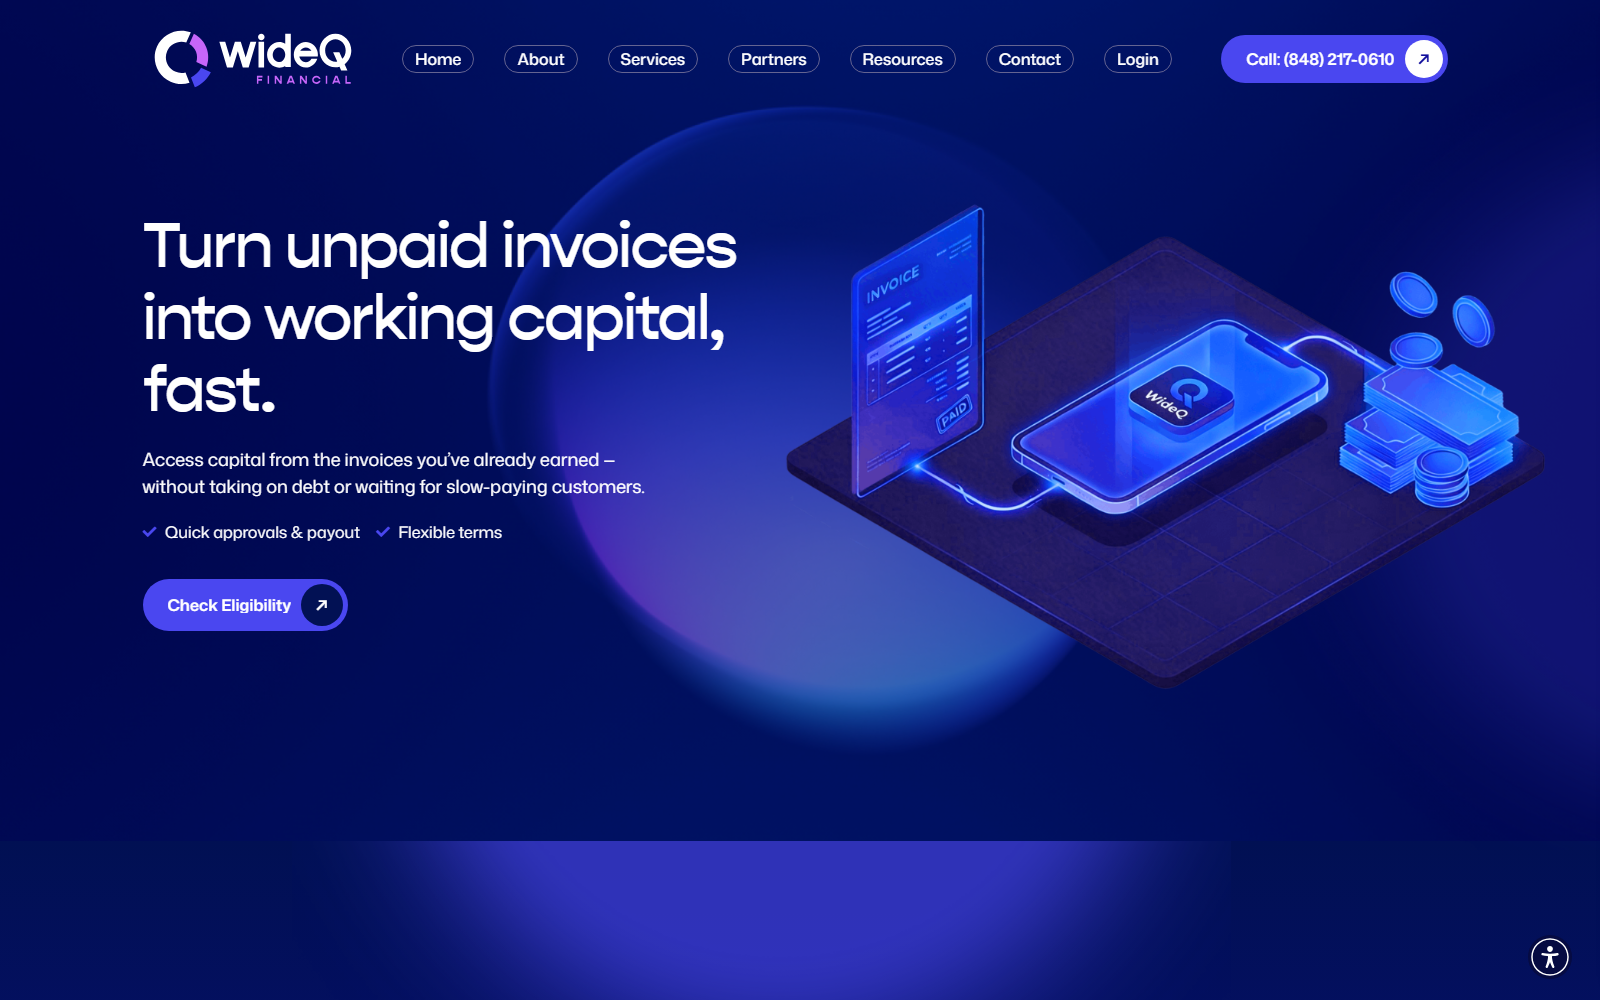 wideQ
FINANCIAL
Home
About
Services
Partners
Resources
Contact
Login
Call: (848) 217-0610
Turn unpaid invoices
into working capital,
fast.
Access capital from the invoices you’ve already earned –
without taking on debt or waiting for slow-paying customers.
Quick approvals & payout
Flexible terms
Check Eligibility
INVOICE
PAID
WideQ